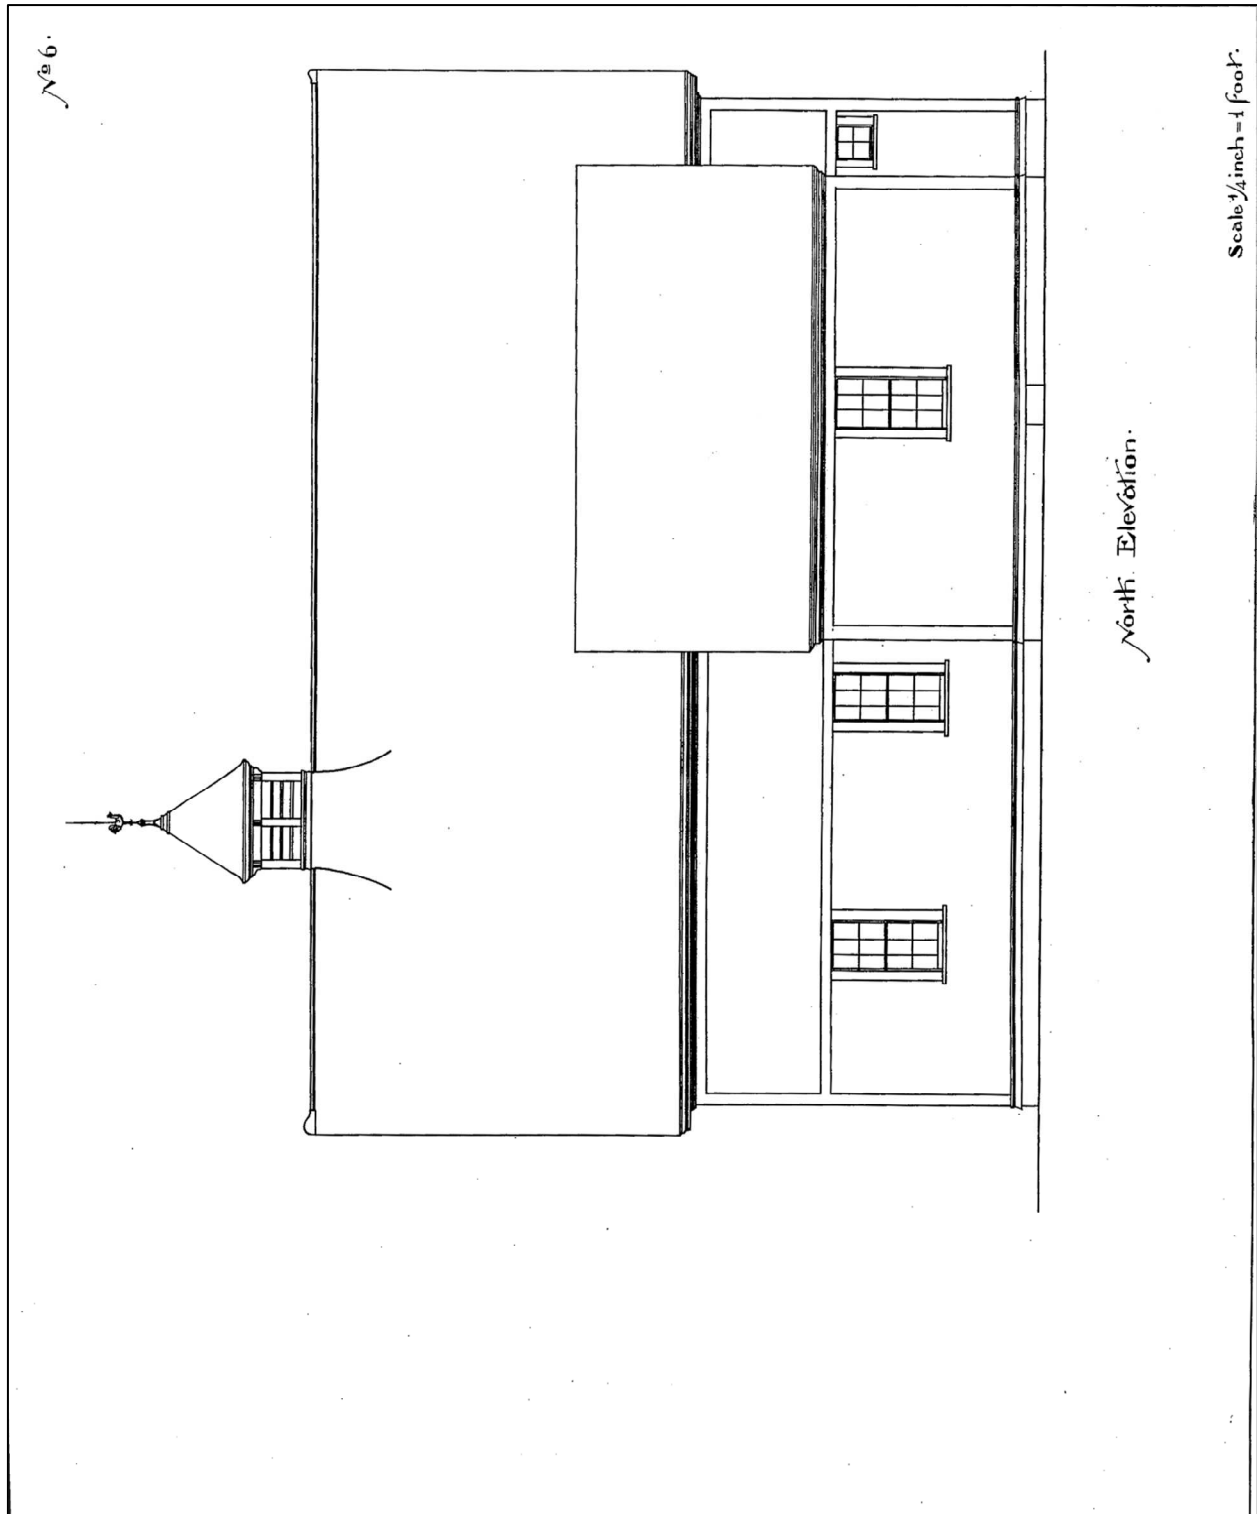 Nº 6.
North Elevation.
Scale 1/4 inch = 1 foot.